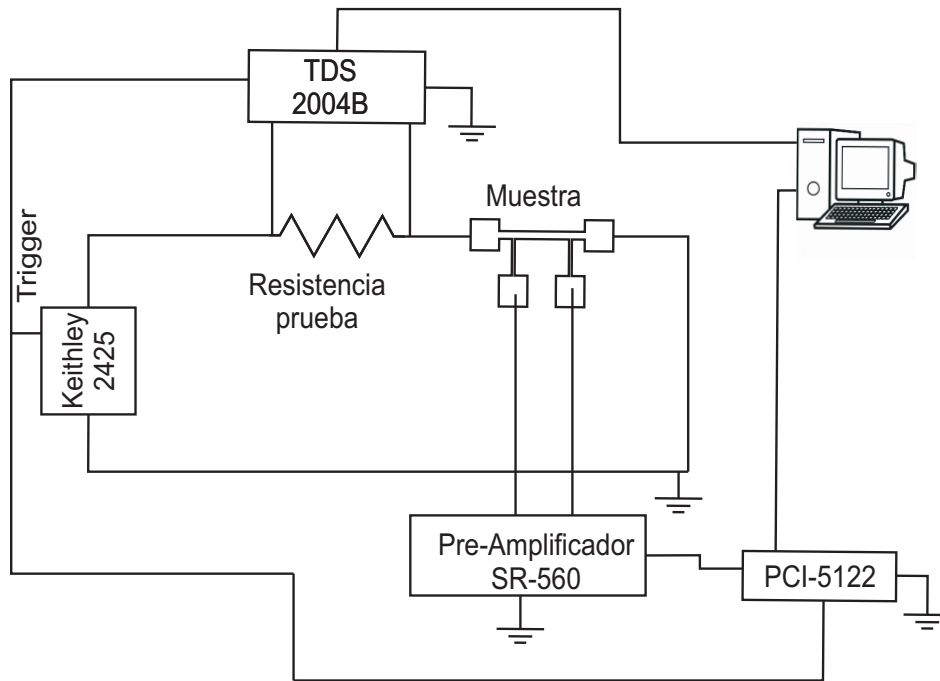 TDS
2004B
Muestra
Trigger
Resistencia
prueba
Keithley
2425
Pre-Amplificador
SR-560
PCI-5122